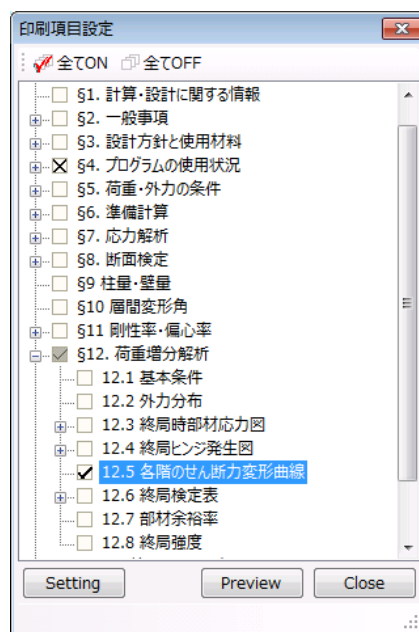 印刷項目設定
全てON 全てOFF
§1. 計算・設計に関する情報
§2. 一般事項
§3. 設計方針と使用材料
§4. プログラムの使用状況
§5. 荷重・外力の条件
§6. 準備計算
§7. 応力解析
§8. 断面検定
§9 柱量・壁量
§10 層間変形角
§11 剛性率・偏心率
§12. 荷重増分解析
12.1 基本条件
12.2 外力分布
12.3 終局時部材応力図
12.4 終局ヒンジ発生図
12.5 各階のせん断力変形曲線
12.6 終局検定表
12.7 部材余裕率
12.8 終局強度
Setting Preview Close